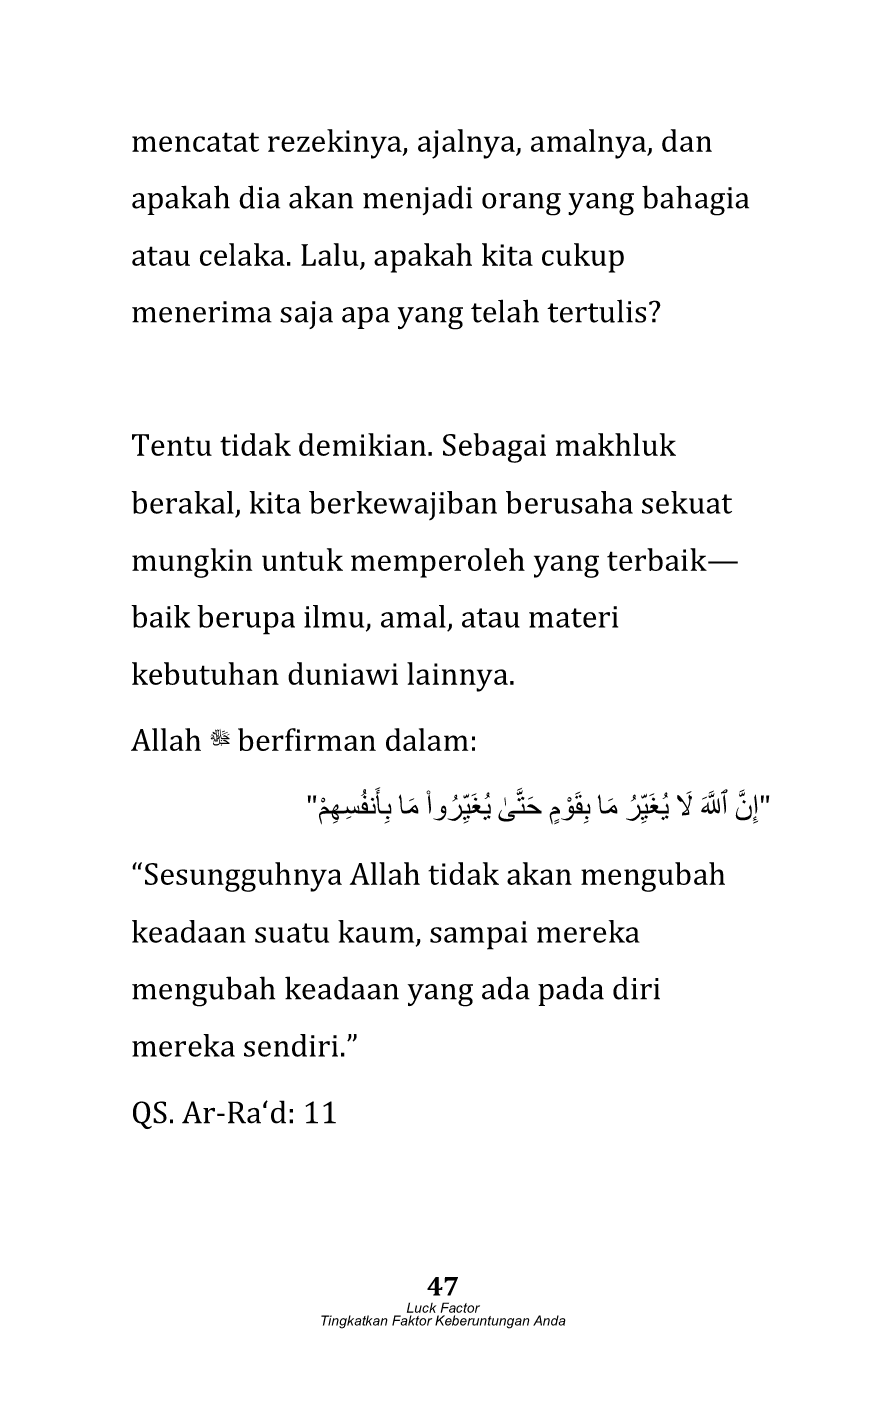 mencatat rezekinya, ajalnya, amalnya, dan
apakah dia akan menjadi orang yang bahagia
atau celaka. Lalu, apakah kita cukup
menerima saja apa yang telah tertulis?
Tentu tidak demikian. Sebagai makhluk
berakal, kita berkewajiban berusaha sekuat
mungkin untuk memperoleh yang terbaik—
baik berupa ilmu, amal, atau materi
kebutuhan duniawi lainnya.
Allah ﷻ berfirman dalam:
"إِنَّ ٱللَّهَ لَا يُغَيِّرُ مَا بِقَوْمٍ حَتَّىٰ يُغَيِّرُوا۟ مَا بِأَنفُسِهِمْ"
“Sesungguhnya Allah tidak akan mengubah
keadaan suatu kaum, sampai mereka
mengubah keadaan yang ada pada diri
mereka sendiri.”
QS. Ar-Ra‘d: 11
47
Luck Factor
Tingkatkan Faktor Keberuntungan Anda